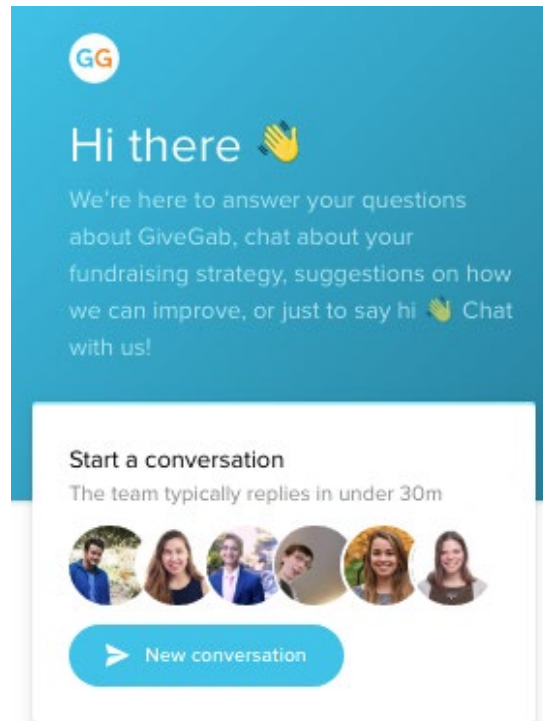 GG
Hi there 👋
We're here to answer your questions
about GiveGab, chat about your
fundraising strategy, suggestions on how
we can improve, or just to say hi 👋 Chat
with us!
Start a conversation
The team typically replies in under 30m
New conversation